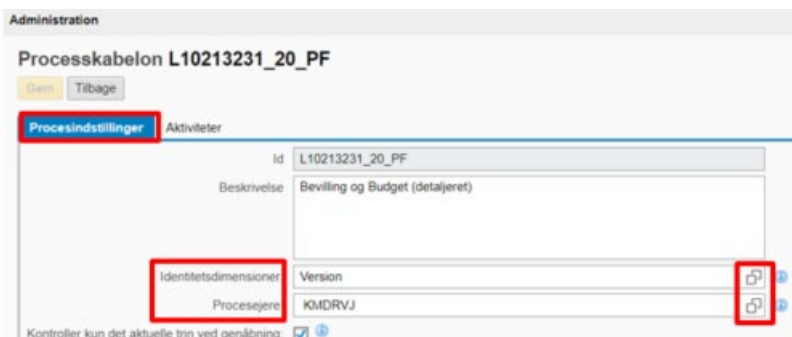 Administration
Processkabelon L10213231_20_PF
Gem Tilbage
Procesindstillinger Aktiviteter
Id L10213231_20_PF
Beskrivelse Bevilling og Budget (detaljeret)
Identitetsdimensioner: Version
Procesejere: KMDRVJ
Kontroller kun det aktuelle trin ved genåbning: